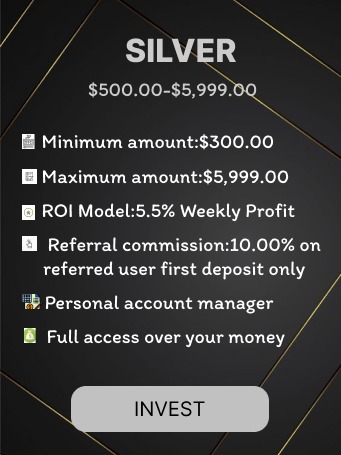 SILVER
$500.00-$5,999.00
Minimum amount:$300.00
Maximum amount:$5,999.00
ROI Model:5.5% Weekly Profit
Referral commission:10.00% on
referred user first deposit only
Personal account manager
Full access over your money
INVEST